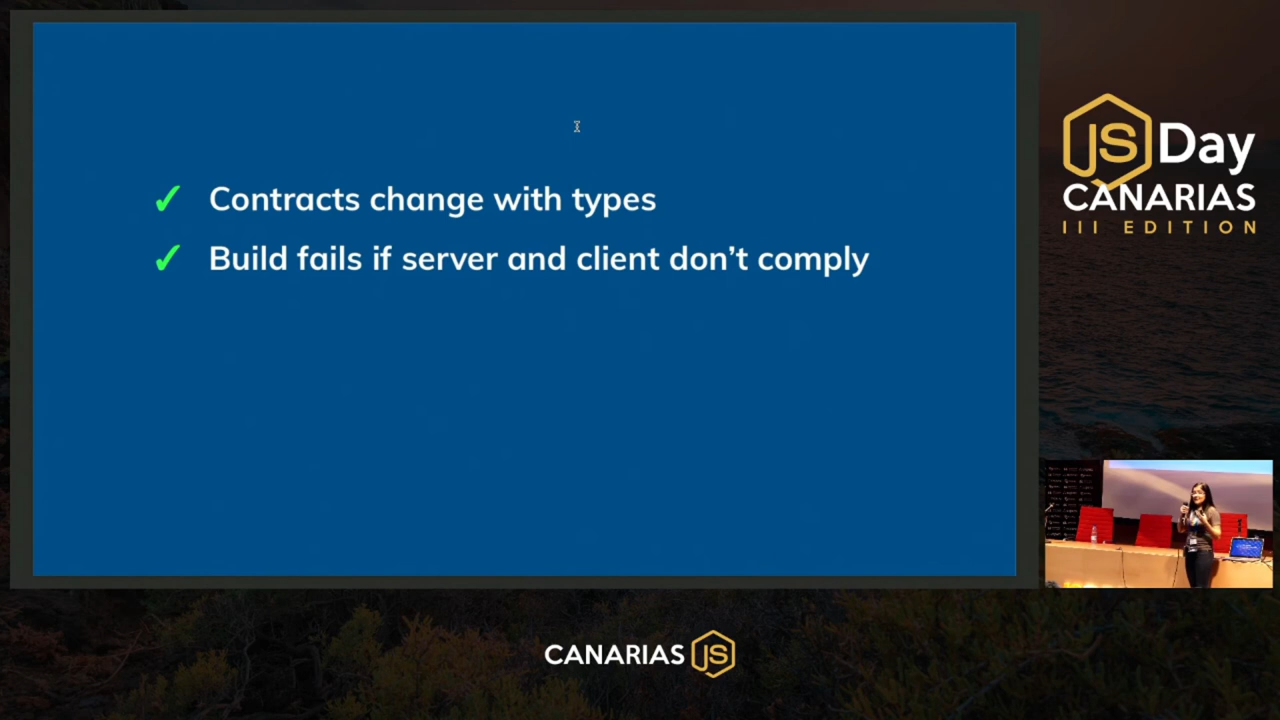 ✓ Contracts change with types
✓ Build fails if server and client don't comply
JS Day
CANARIAS
III EDITION
CANARIAS JS